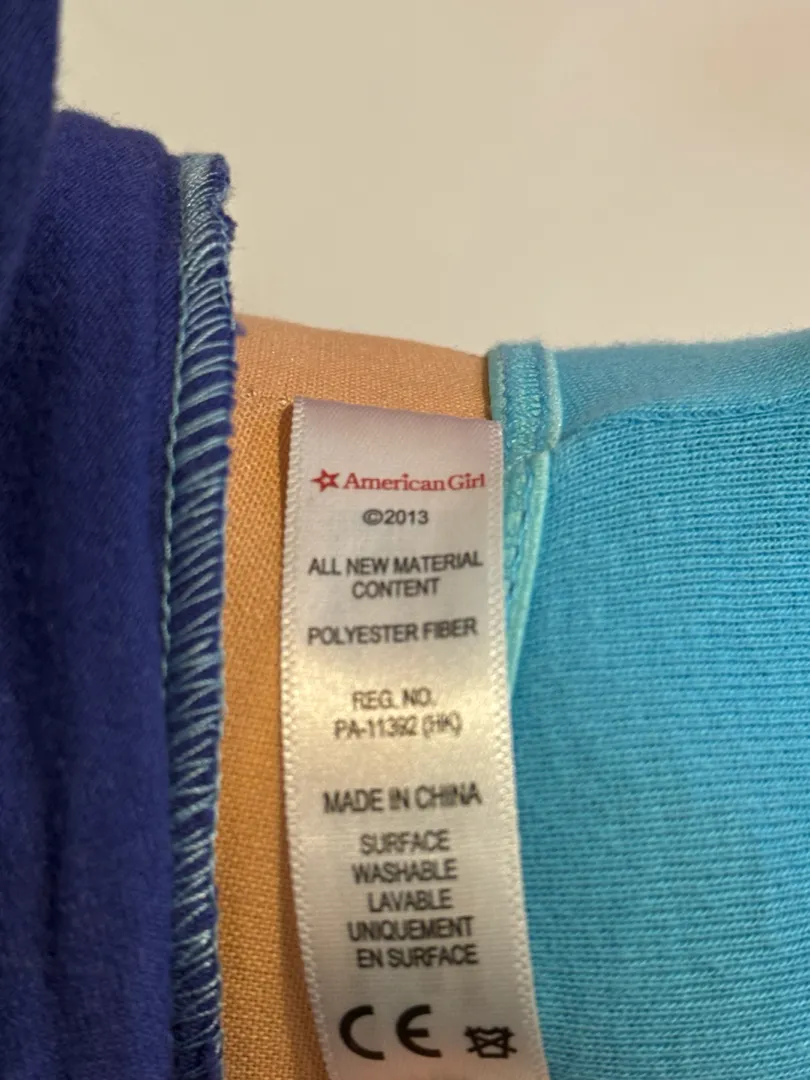 American Girl
©2013
ALL NEW MATERIAL
CONTENT
POLYESTER FIBER
REG. NO.
PA-11392 (HK)
MADE IN CHINA
SURFACE
WASHABLE
LAVABLE
UNIQUEMENT
EN SURFACE
CE